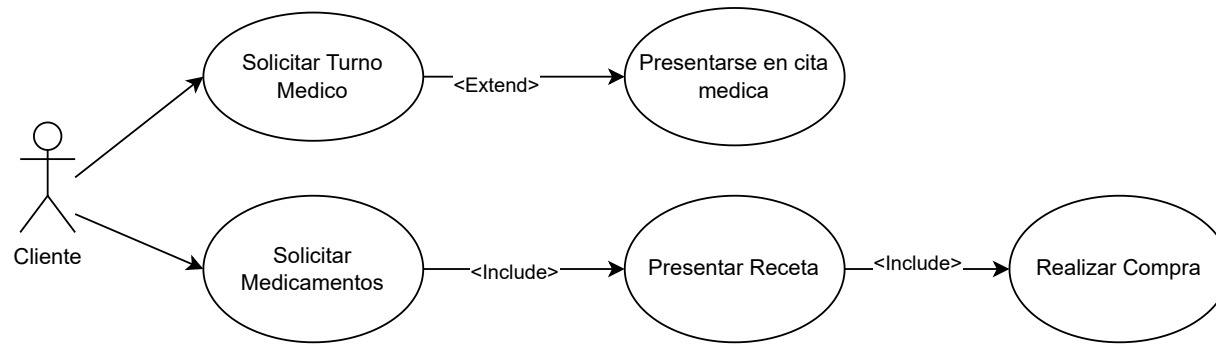 Solicitar Turno
Medico
<Extend>
Presentarse en cita
medica
Cliente
Solicitar
Medicamentos
<Include>
Presentar Receta
<Include>
Realizar Compra